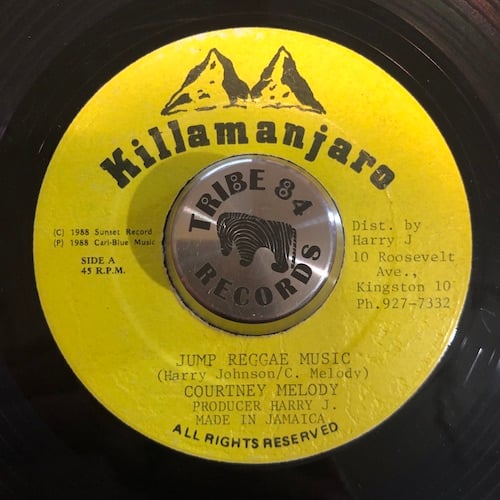 Killamanjaro
TRIBE 84
RECORDS
(C) 1988 Sunset Record
(P) 1988 Carl-Blue Music
SIDE A
45 R.P.M.
Dist. by
Harry J
10 Roosevelt
Ave.,
Kingston 10
Ph.927-7332
JUMP REGGAE MUSIC
(Harry Johnson/C. Melody)
COURTNEY MELODY
PRODUCER HARRY J.
MADE IN JAMAICA
ALL RIGHTS RESERVED